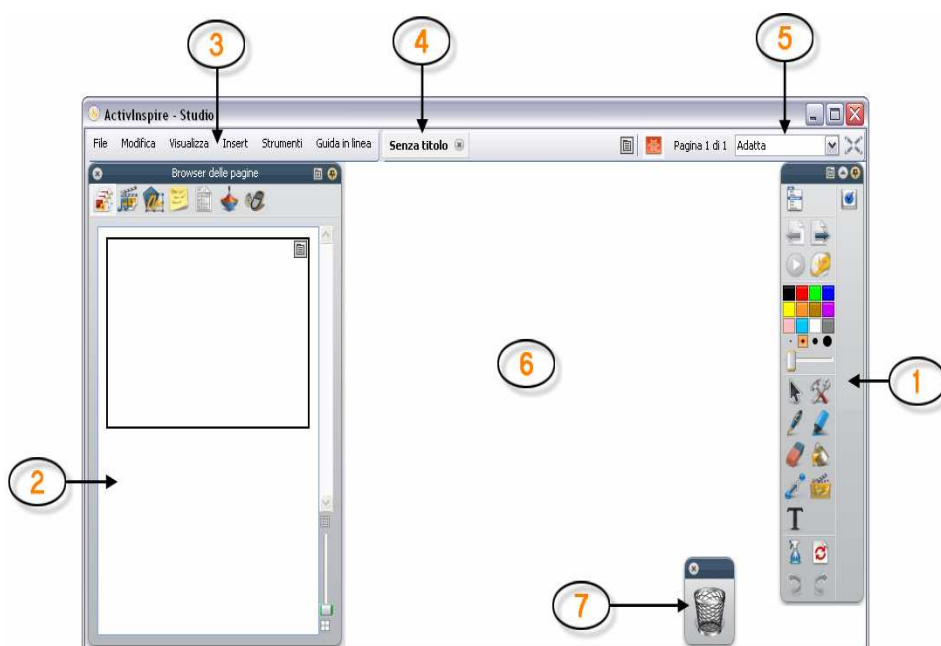 3
4
5
ActivInspire - Studio
File Modifica Visualizza Insert Strumenti Guida in linea Senza titolo Pagina 1 di 1 Adatta
Browser delle pagine
6
1
2
T
7